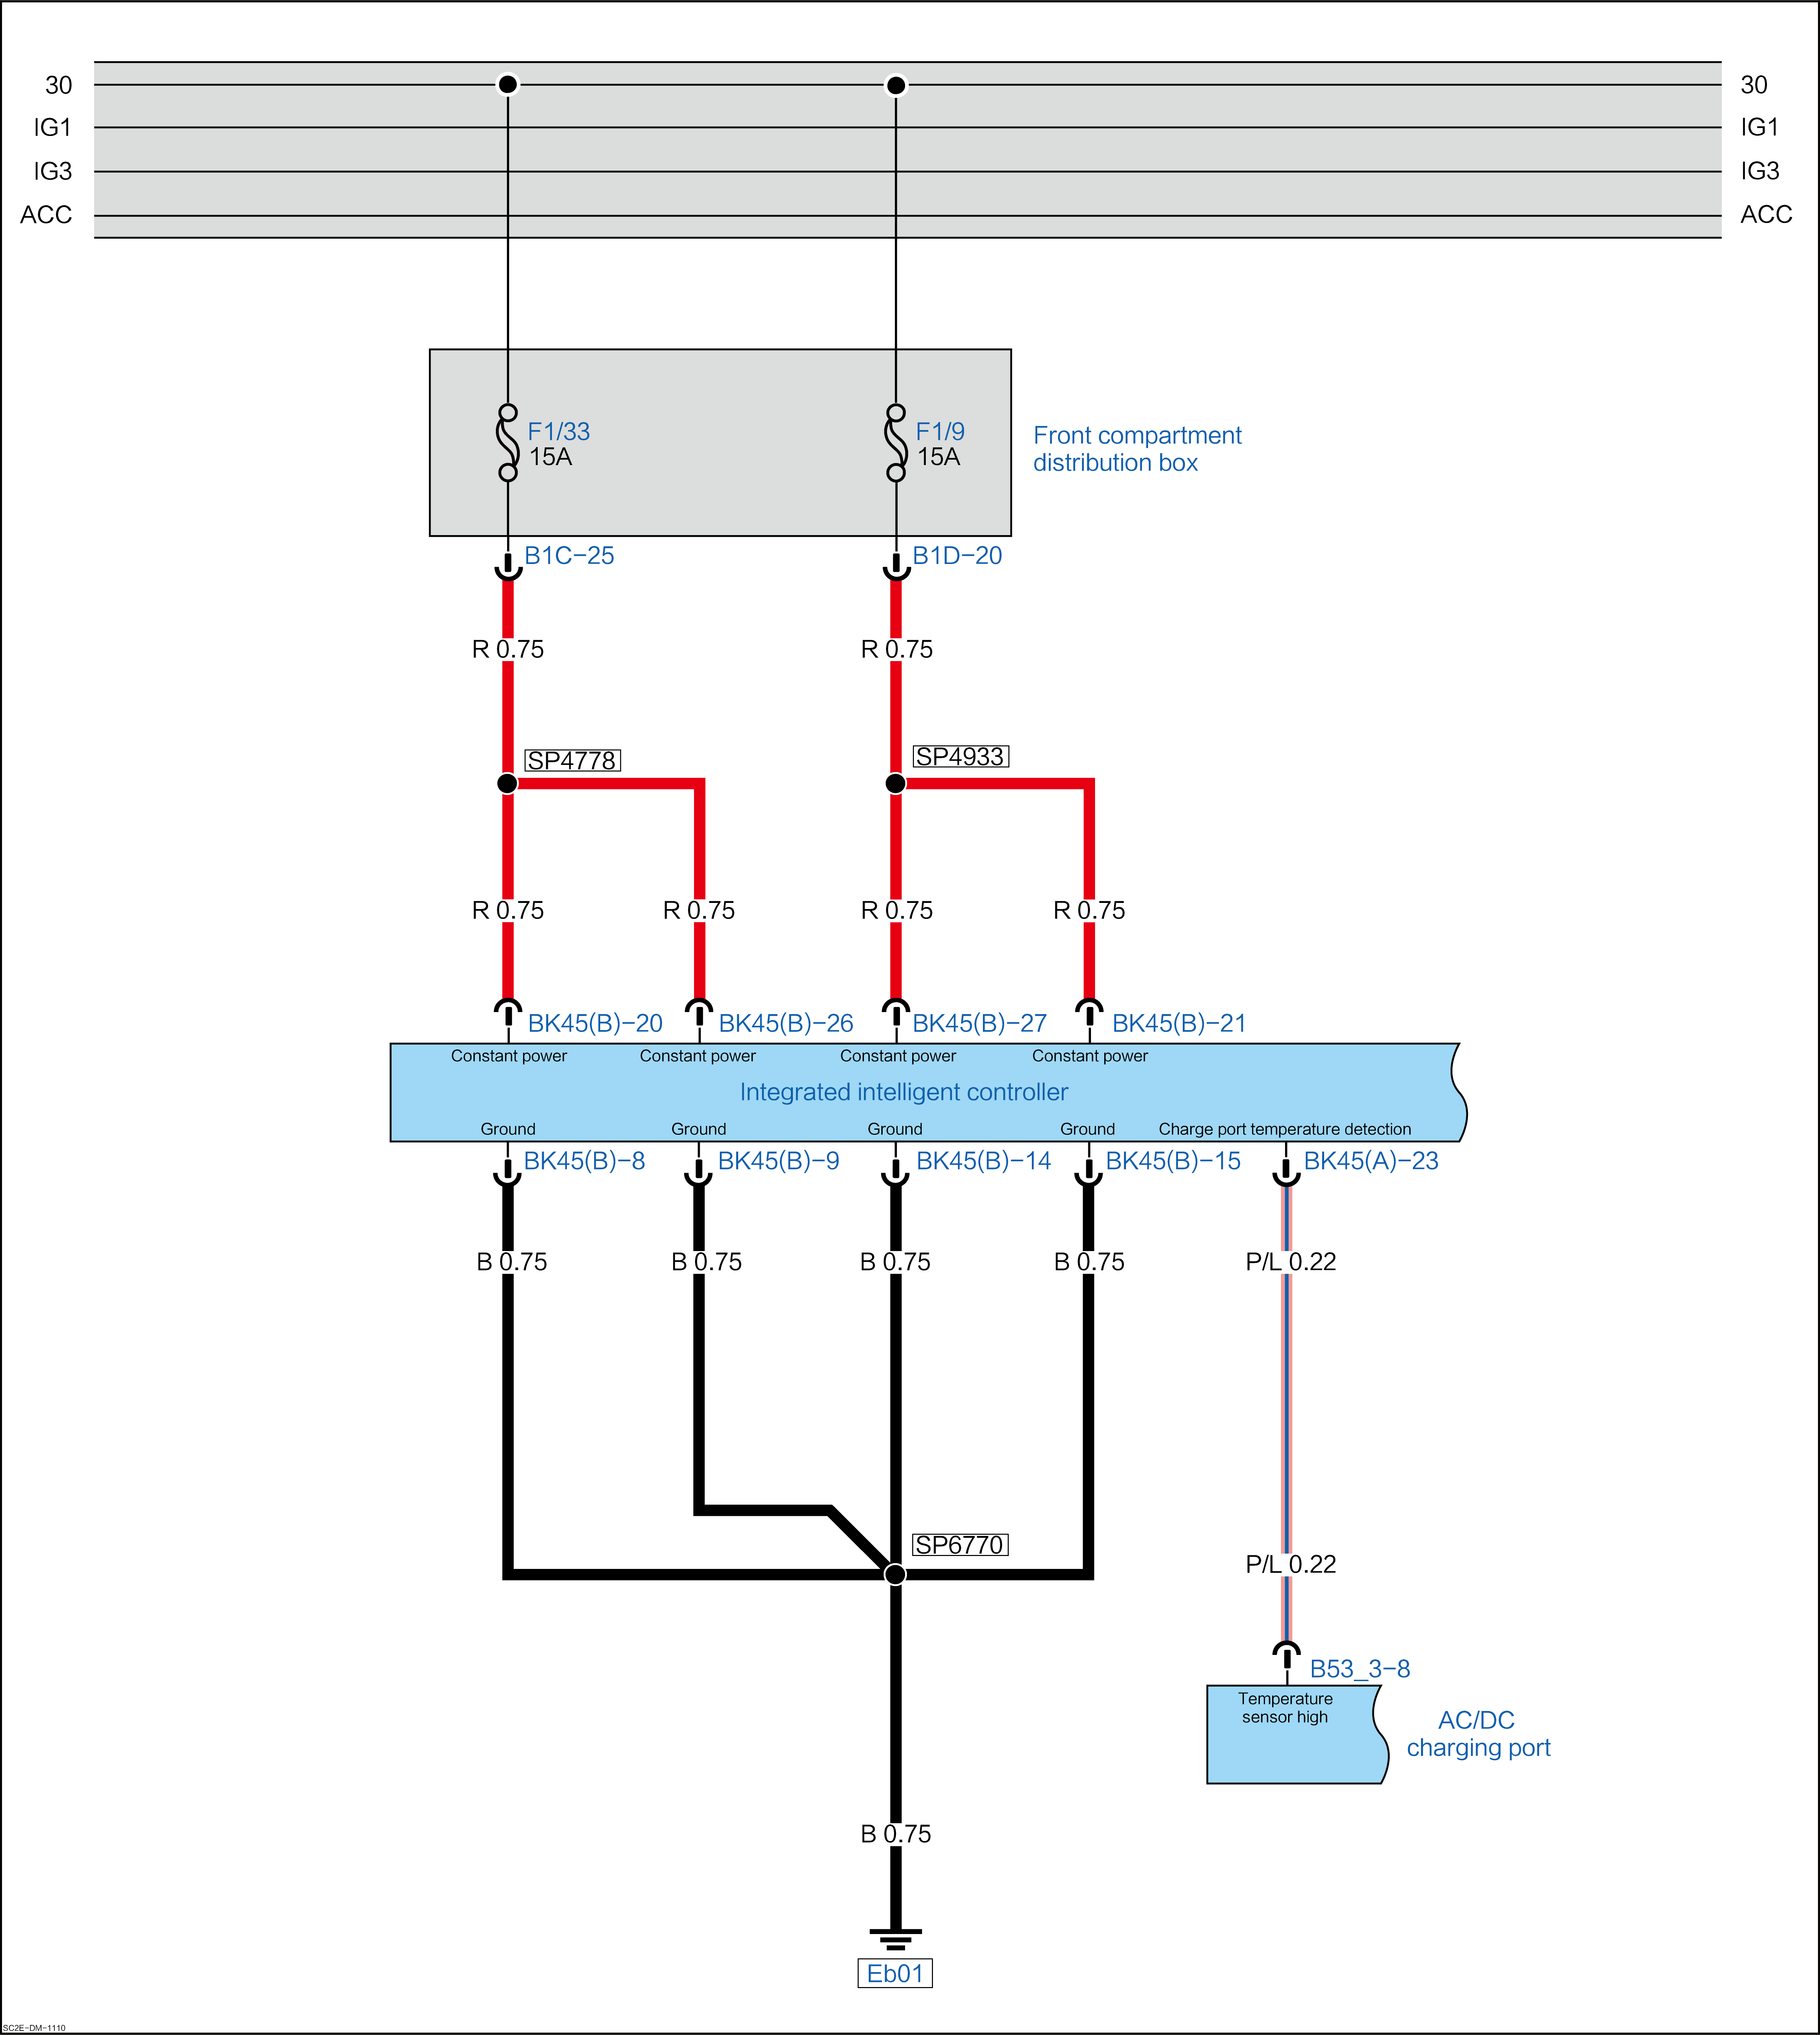 30
30
IG1
IG1
IG3
IG3
ACC
ACC
F1/33
15A
F1/9
15A
Front compartment
distribution box
B1C-25
B1D-20
R 0.75
R 0.75
SP4778
SP4933
R 0.75
R 0.75
R 0.75
R 0.75
BK45(B)-20
BK45(B)-26
BK45(B)-27
BK45(B)-21
Constant power
Constant power
Constant power
Constant power
Integrated intelligent controller
Ground
Ground
Ground
Ground
Charge port temperature detection
BK45(B)-8
BK45(B)-9
BK45(B)-14
BK45(B)-15
BK45(A)-23
B 0.75
B 0.75
B 0.75
B 0.75
P/L 0.22
SP6770
P/L 0.22
B53_3-8
Temperature
sensor high
AC/DC
charging port
B 0.75
Eb01
SC2E-DM-1110